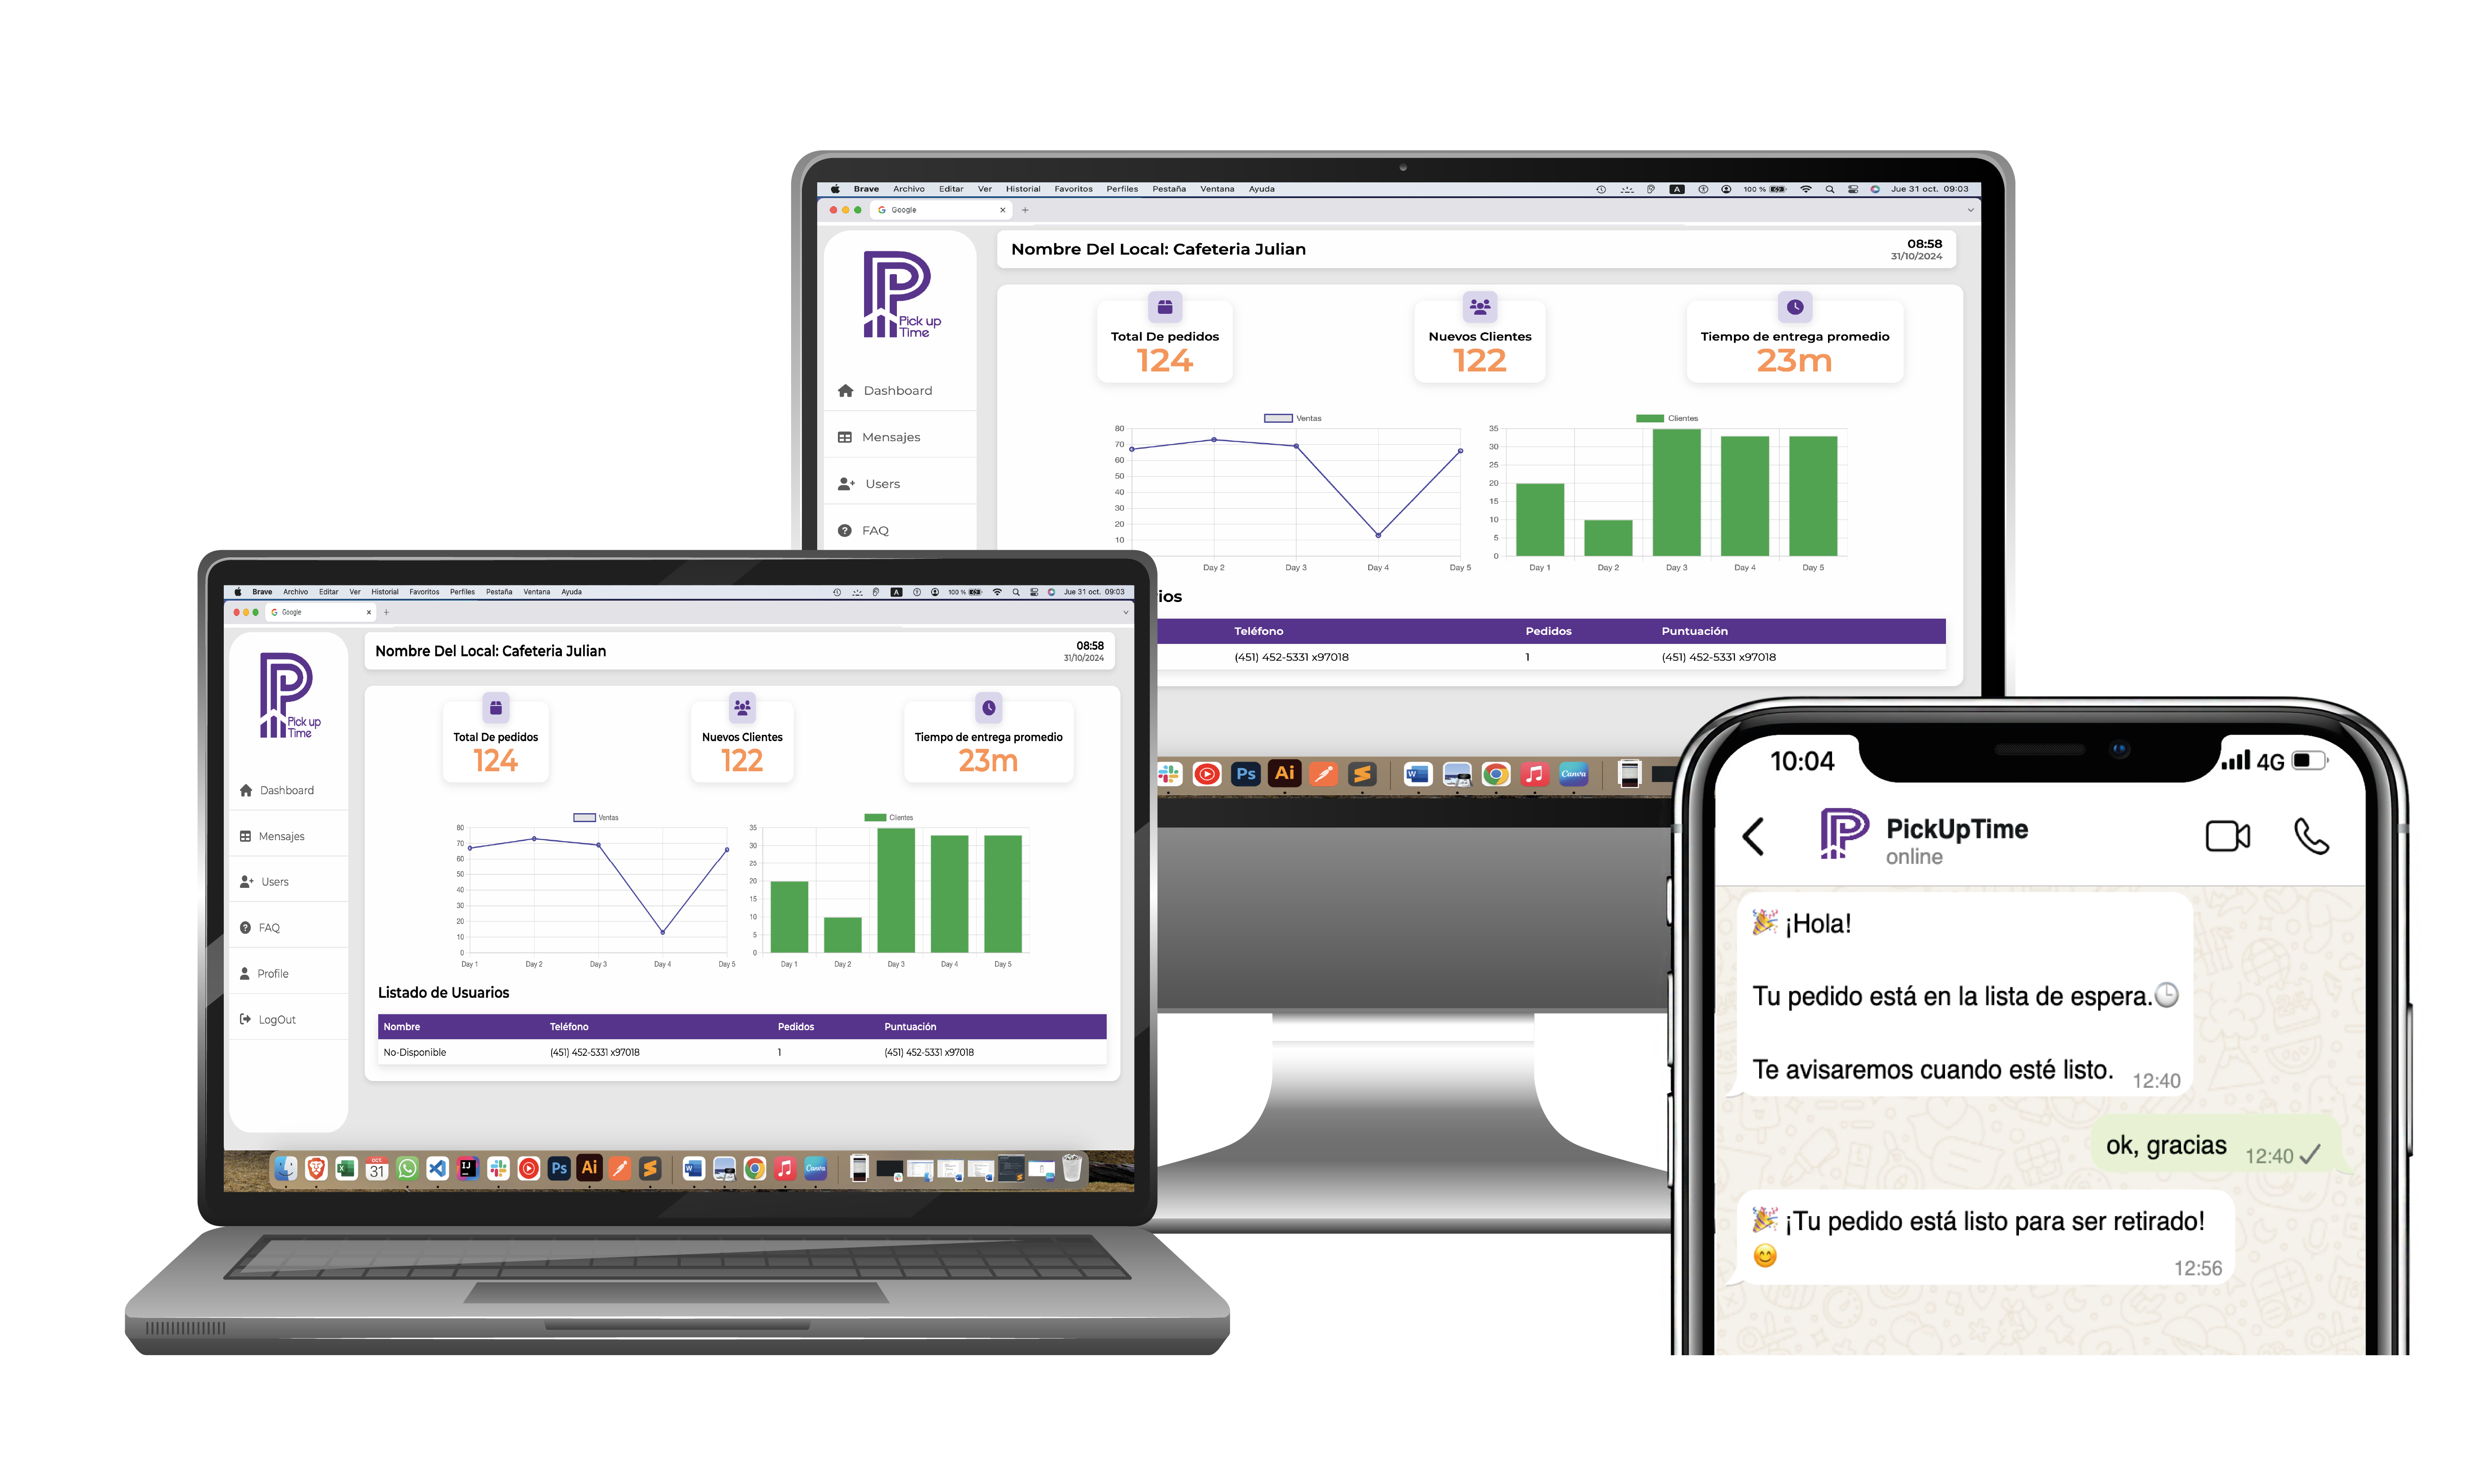 Brave Archivo Editar Ver Historial Favoritos Perfiles Pestaña Ventana Ayuda
A 100 % Jue 31 oct. 09:03
Google
Nombre Del Local: Cafeteria Julian
08:58
31/10/2024
Pick up
Time
Total De pedidos
124
Nuevos Clientes
122
Tiempo de entrega promedio
23m
Dashboard
Mensajes
Users
FAQ
Ventas
80
70
60
50
40
30
20
10
Day 2 Day 3 Day 4 Day 5
Clientes
35
30
25
20
15
10
5
0
Day 1 Day 2 Day 3 Day 4 Day 5
ios
Teléfono Pedidos Puntuación
(451) 452-5331 x97018 1 (451) 452-5331 x97018
Ps Ai W Canva
Brave Archivo Editar Ver Historial Favoritos Perfiles Pestaña Ventana Ayuda
A 100 % Jue 31 oct. 09:03
Google
Nombre Del Local: Cafeteria Julian
08:58
31/10/2024
Pick up
Time
Total De pedidos
124
Nuevos Clientes
122
Tiempo de entrega promedio
23m
Dashboard
Mensajes
Users
FAQ
Profile
LogOut
Ventas
80
70
60
50
40
30
20
10
0
Day 1 Day 2 Day 3 Day 4 Day 5
Clientes
35
30
25
20
15
10
5
0
Day 1 Day 2 Day 3 Day 4 Day 5
Listado de Usuarios
Nombre Teléfono Pedidos Puntuación
No-Disponible (451) 452-5331 x97018 1 (451) 452-5331 x97018
X OCT. 31 IJ Ps Ai W Canva
10:04 4G
PickUpTime
online
🎉 ¡Hola!
Tu pedido está en la lista de espera.🕒
Te avisaremos cuando esté listo. 12:40
ok, gracias 12:40
🎉 ¡Tu pedido está listo para ser retirado!
😊
12:56